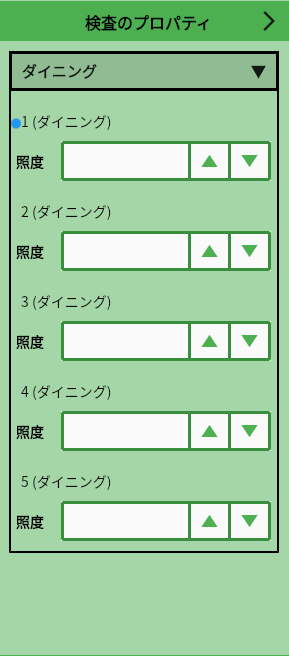 検査のプロパティ
ダイニング
1 (ダイニング)
照度
2 (ダイニング)
照度
3 (ダイニング)
照度
4 (ダイニング)
照度
5 (ダイニング)
照度